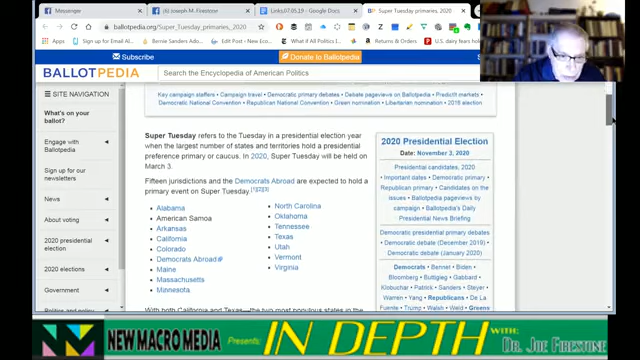 Messenger
(6) Joseph M. Firestone
Links,07.05.19 - Google Docs
Super Tuesday primaries, 2020
ballotpedia.org/Super_Tuesday_primaries,_2020
Apps
Sign up for Email Al
Bernie Sanders Ado
Edit Post ‹ New Eco
What if All Politics I
Returns & Orders
U.S. dairy fears ho
Subscribe
Donate to Ballotpedia
BALLOTPEDIA
Search the Encyclopedia of American Politics
SITE NAVIGATION
What's on your
ballot?
Engage with
Ballotpedia
Sign up for our
newsletters
News
About voting
2020 presidential
election
2020 elections
Government
Key campaign staffers • Campaign travel • Democratic primary debates • Debate pageviews on Ballotpedia • PredictIt markets •
Democratic National Convention • Republican National Convention • Green nomination • Libertarian nomination • 2016 election
Super Tuesday refers to the Tuesday in a presidential election year
when the largest number of states and territories hold a presidential
preference primary or caucus. In 2020, Super Tuesday will be held on
March 3.
Fifteen jurisdictions and the Democrats Abroad are expected to hold a
primary event on Super Tuesday.[1][2][3]
• Alabama
• American Samoa
• Arkansas
• California
• Colorado
• Democrats Abroad#
• Maine
• Massachusetts
• Minnesota
• North Carolina
• Oklahoma
• Tennessee
• Texas
• Utah
• Vermont
• Virginia
With both California and Texas—the two most populous states in the
2020 Presidential Election
Date: November 3, 2020
Presidential candidates, 2020
• Important dates • Democratic primary •
Republican primary • Candidates on the
issues • Ballotpedia pageviews by
campaign • Ballotpedia's Daily
Presidential News Briefing
Democratic presidential primary debates
• Democratic debate (December 2019) •
Democratic debate (January 2020)
Democrats • Bennet • Biden
Bloomberg • Buttigieg • Gabbard
Klobuchar • Patrick • Sanders • Steyer
• Warren • Yang • Republicans • De La
Fuente • Trump • Walsh • Weld • Greens
NEW MACRO MEDIA
Presents:
IN DEPTH
WITH:
DR. JOE FIRESTONE